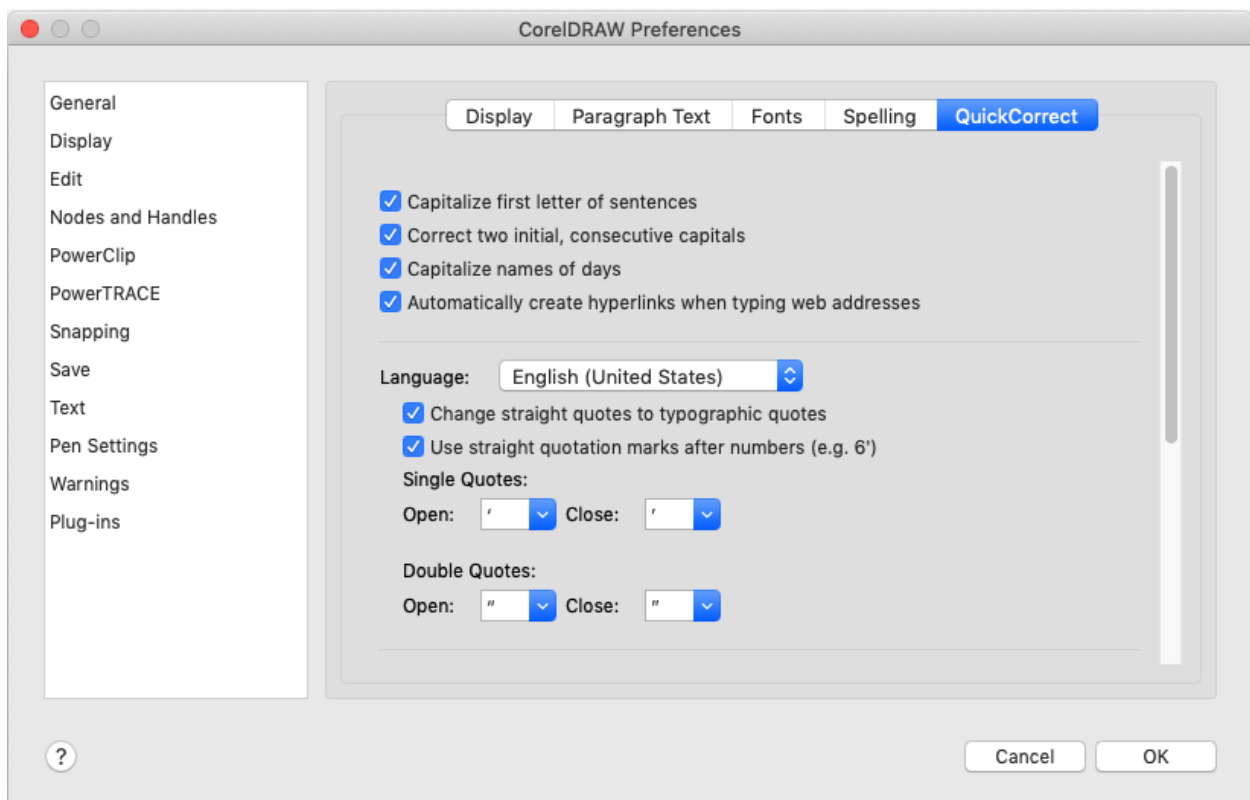 CorelDRAW Preferences
General
Display
Edit
Nodes and Handles
PowerClip
PowerTRACE
Snapping
Save
Text
Pen Settings
Warnings
Plug-ins
Display Paragraph Text Fonts Spelling QuickCorrect
Capitalize first letter of sentences
Correct two initial, consecutive capitals
Capitalize names of days
Automatically create hyperlinks when typing web addresses
Language: English (United States)
Change straight quotes to typographic quotes
Use straight quotation marks after numbers (e.g. 6')
Single Quotes:
Open: ′ Close: ′
Double Quotes:
Open: ″ Close: ″
? Cancel OK